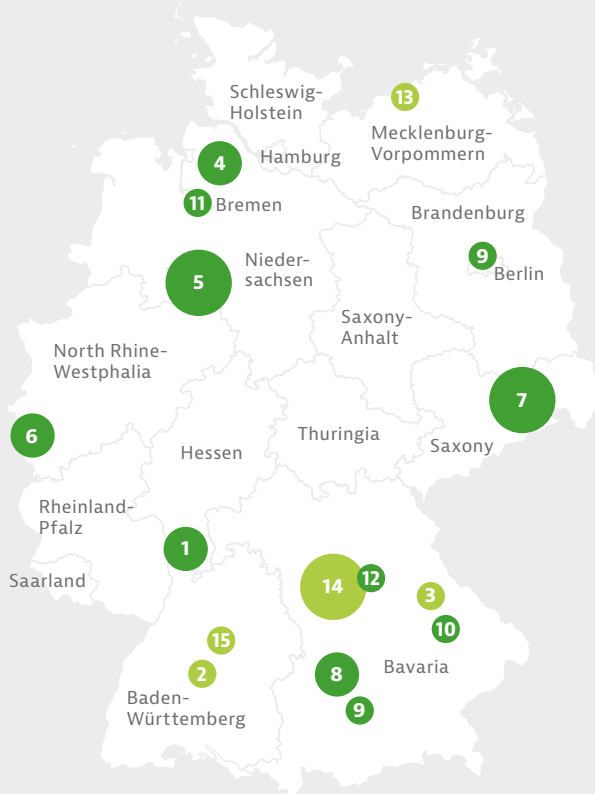 Schleswig-
Holstein
13
Mecklenburg-
Vorpommern
4
Hamburg
11
Bremen
Brandenburg
9
Berlin
Nieder-
sachsen
5
Saxony-
Anhalt
North Rhine-
Westphalia
7
6
Thuringia
Saxony
Hessen
Rheinland-
Pfalz
1
Saarland
14
12
3
10
15
2
8
Bavaria
9
Baden-
Württemberg